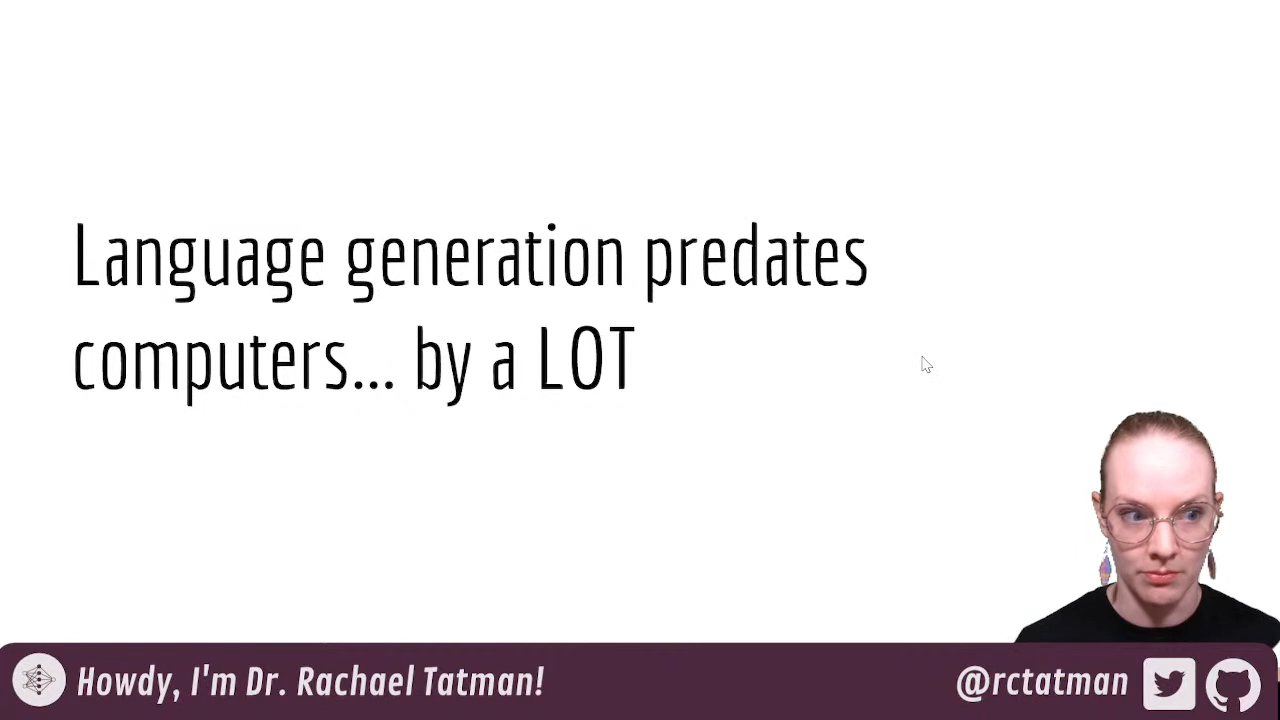 Language generation predates
computers... by a LOT
Howdy, I'm Dr. Rachael Tatman!
@rctatman